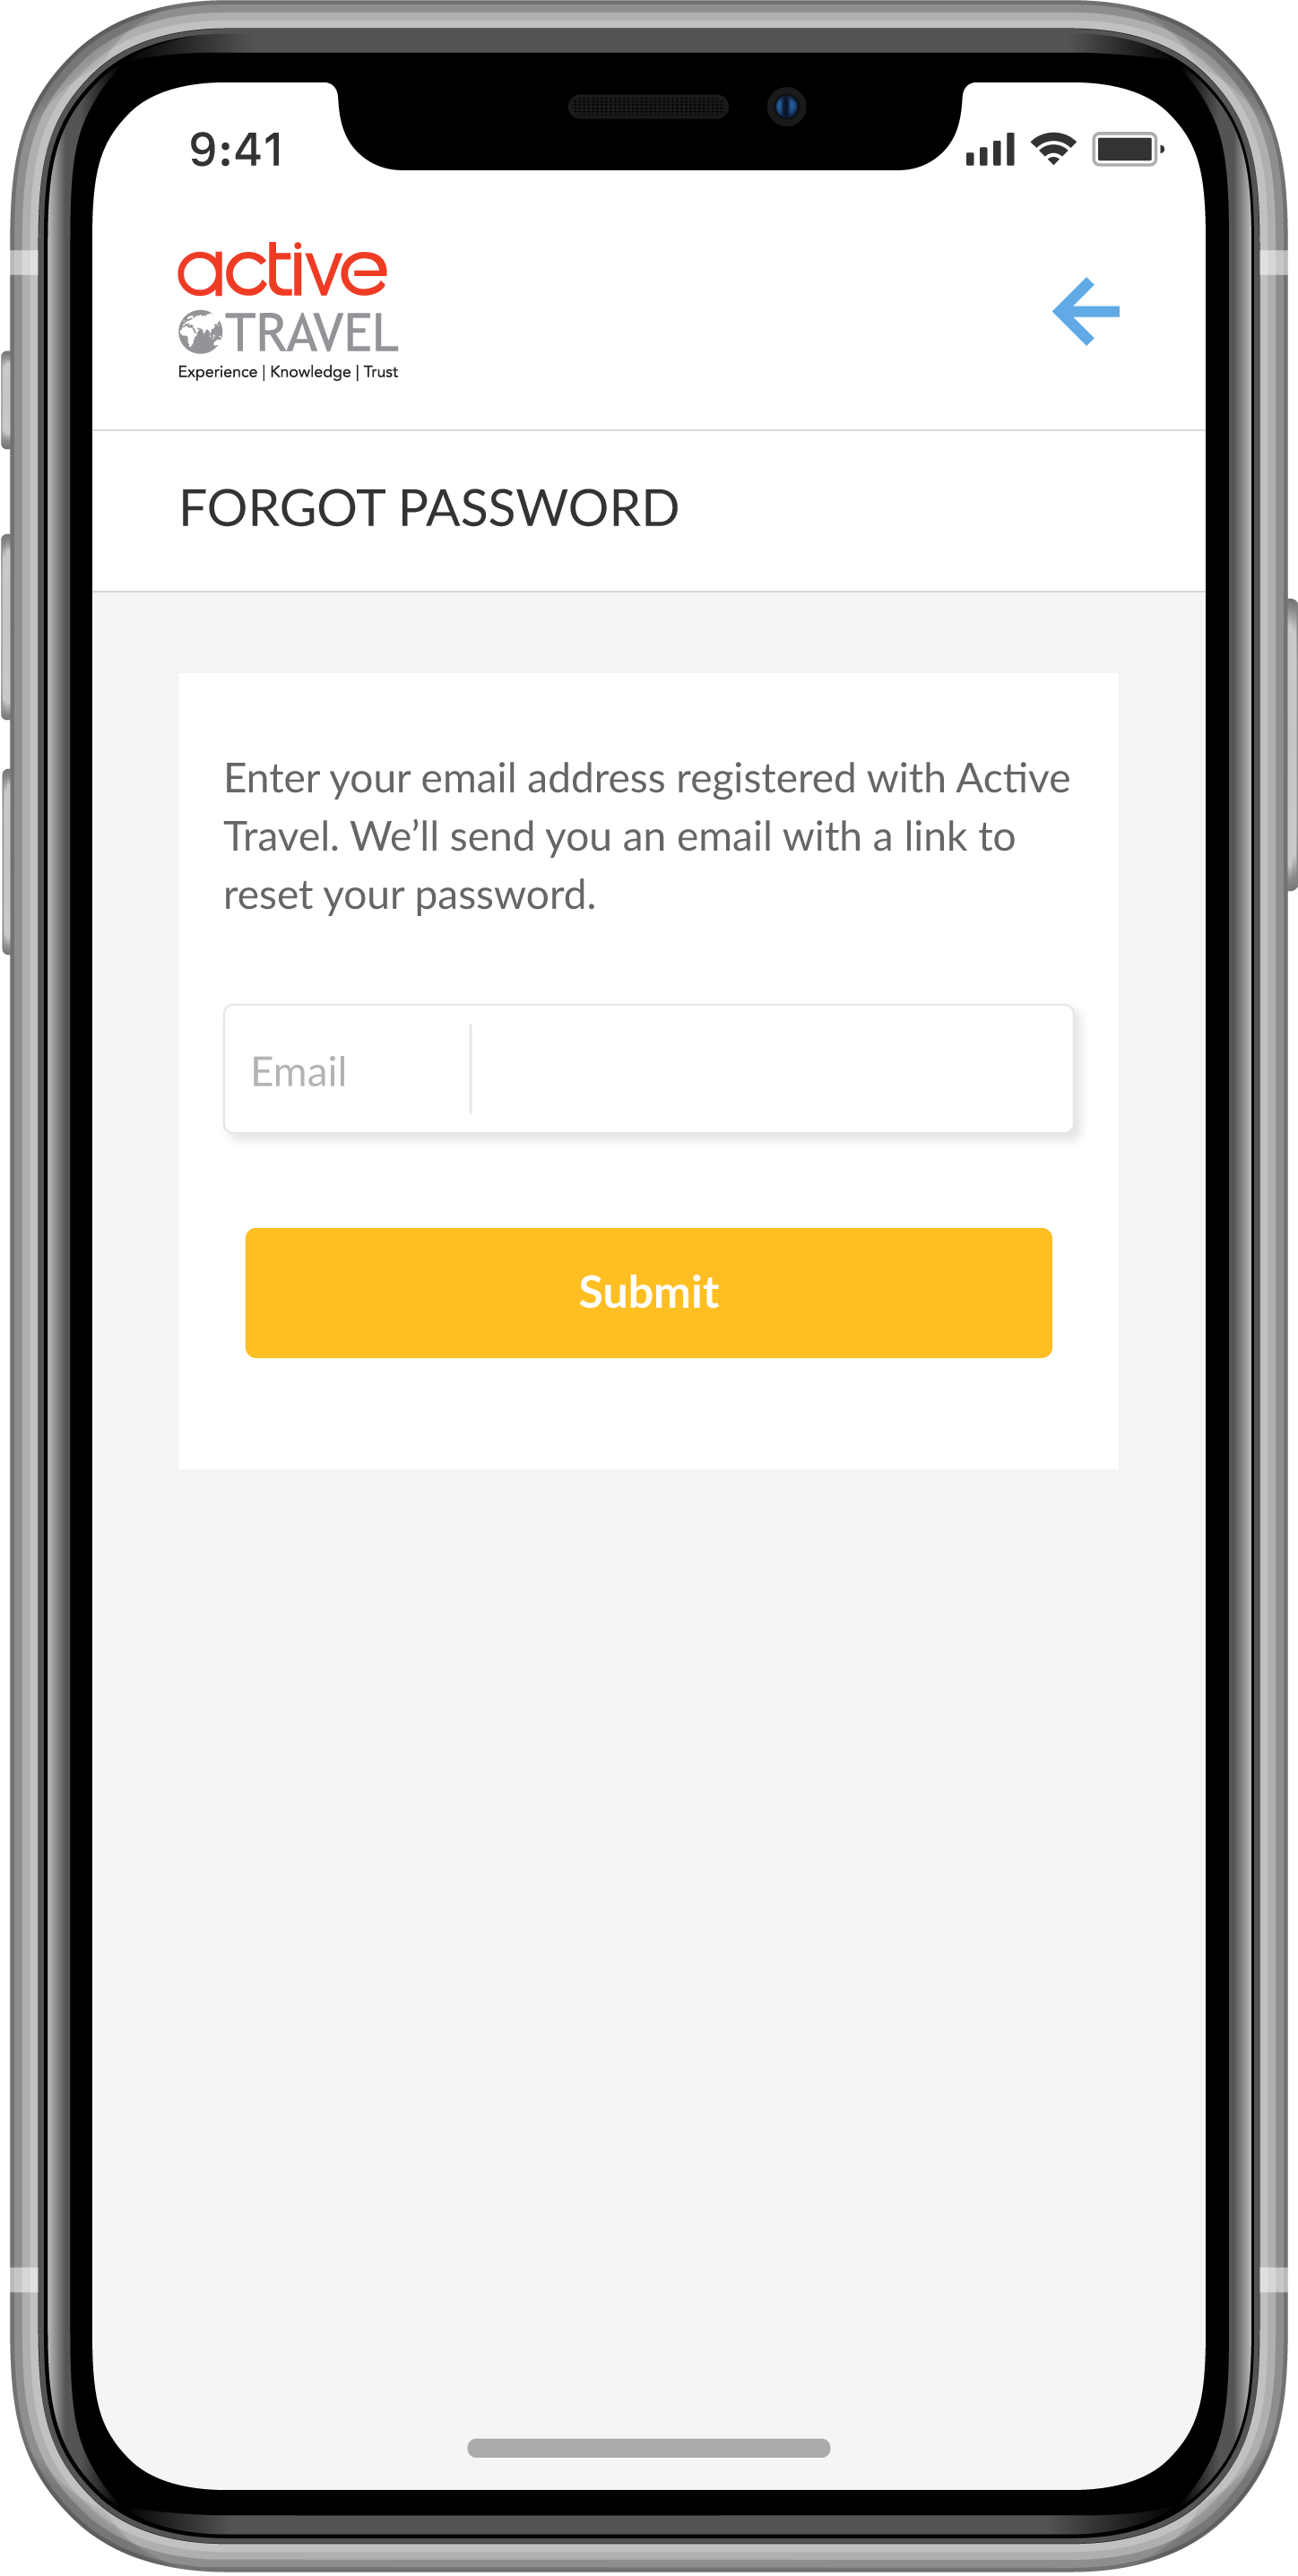 9:41
active
TRAVEL
Experience | Knowledge | Trust
FORGOT PASSWORD
Enter your email address registered with Active
Travel. We’ll send you an email with a link to
reset your password.
Email
Submit